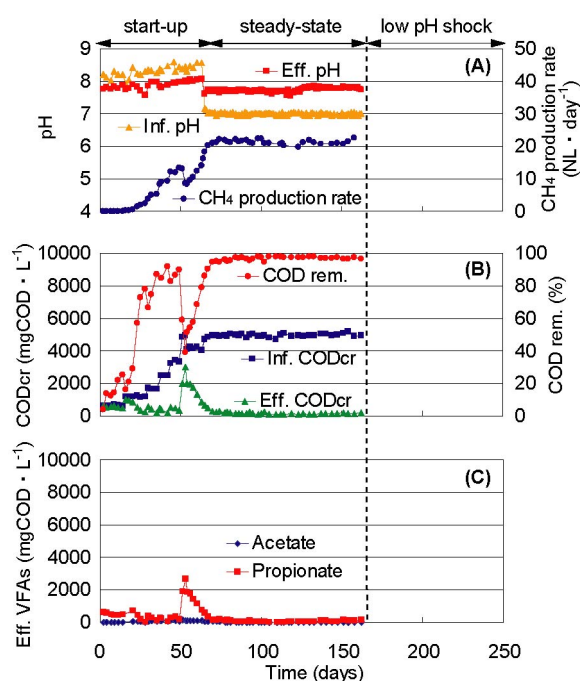 start-up steady-state low pH shock
9 50
8 40
7 30
6 20
5 10
4 0
pH
CH4 production rate
(NL・day-1)
(A)
Eff. pH
Inf. pH
CH4 production rate
10000 100
8000 80
6000 60
4000 40
2000 20
0 0
CODcr (mgCOD・L-1)
COD rem. (%)
(B)
COD rem.
Inf. CODcr
Eff. CODcr
10000
8000
6000
4000
2000
0
Eff. VFAs (mgCOD・L-1)
(C)
Acetate
Propionate
0 50 100 150 200 250
Time (days)